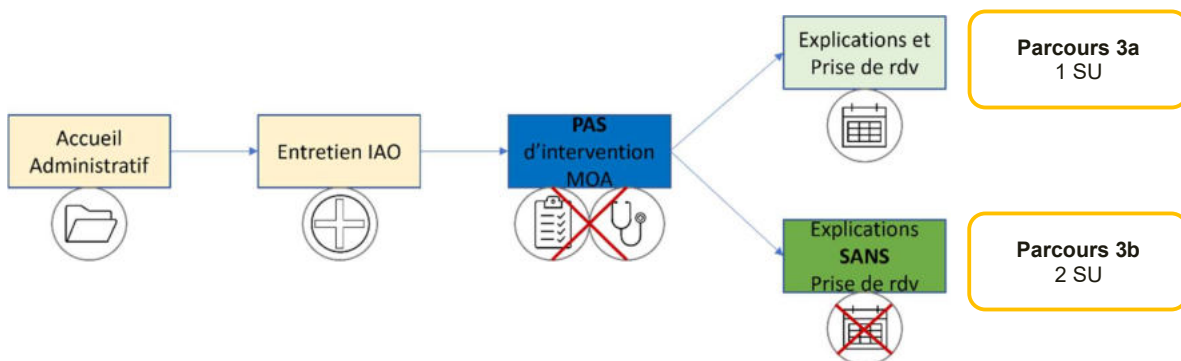 Accueil
Administratif
Entretien IAO
PAS
d'intervention
MOA
Explications et
Prise de rdv
Parcours 3a
1 SU
Explications
SANS
Prise de rdv
Parcours 3b
2 SU